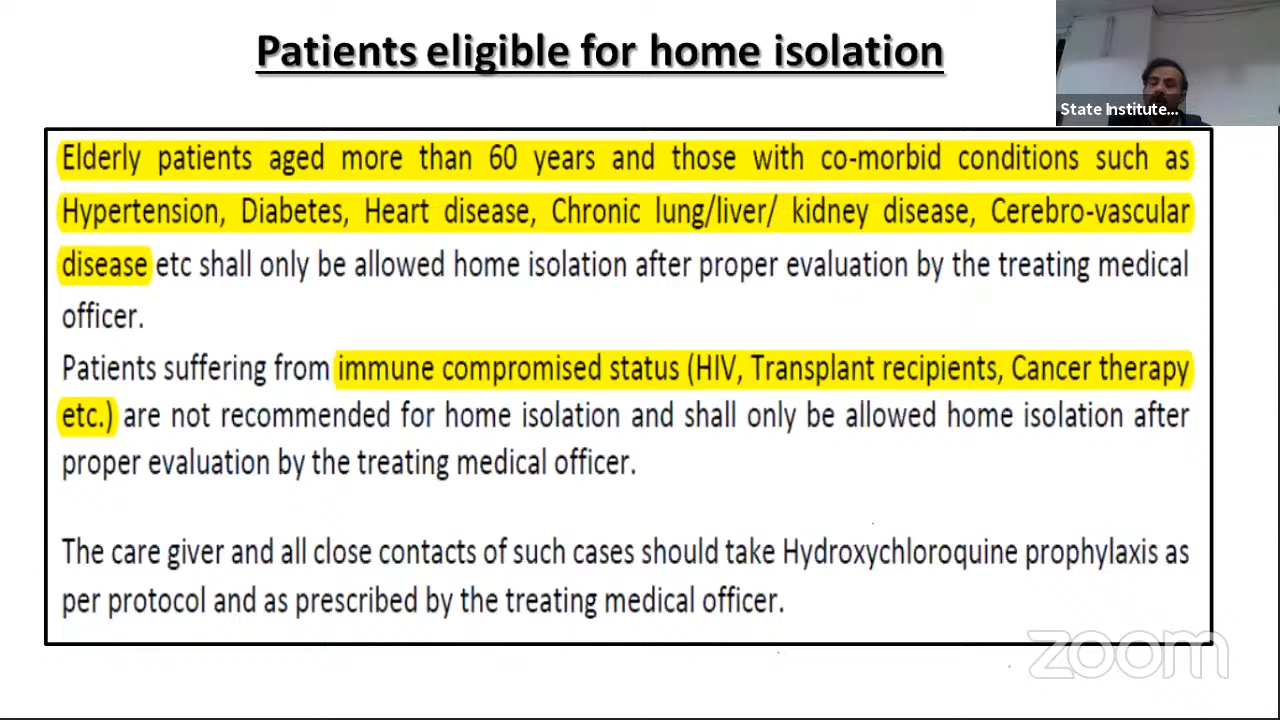 Patients eligible for home isolation
State Institute...
Elderly patients aged more than 60 years and those with co-morbid conditions such as
Hypertension, Diabetes, Heart disease, Chronic lung/liver/ kidney disease, Cerebro-vascular
disease etc shall only be allowed home isolation after proper evaluation by the treating medical
officer.
Patients suffering from immune compromised status (HIV, Transplant recipients, Cancer therapy
etc.) are not recommended for home isolation and shall only be allowed home isolation after
proper evaluation by the treating medical officer.
The care giver and all close contacts of such cases should take Hydroxychloroquine prophylaxis as
per protocol and as prescribed by the treating medical officer.
zoom